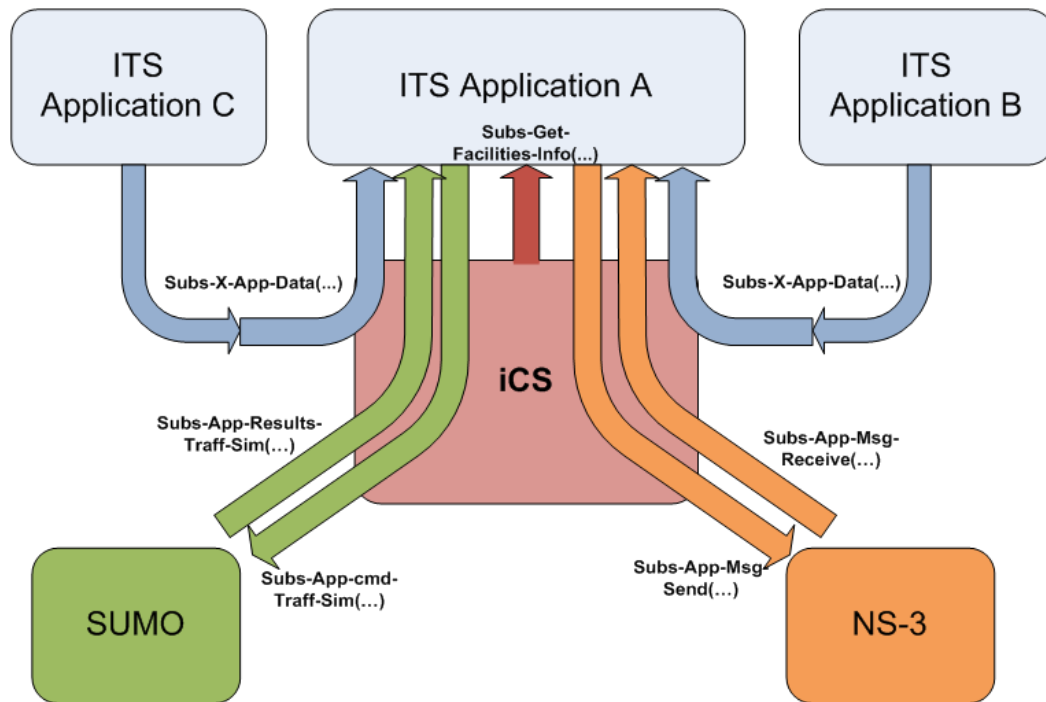 ITS
Application C
ITS Application A
ITS
Application B
Subs-Get-
Facilities-Info(...)
Subs-X-App-Data(...)
Subs-X-App-Data(...)
iCS
Subs-App-Results-
Traff-Sim(...)
Subs-App-Msg-
Receive(...)
Subs-App-cmd-
Traff-Sim(...)
Subs-App-Msg-
Send(...)
SUMO
NS-3